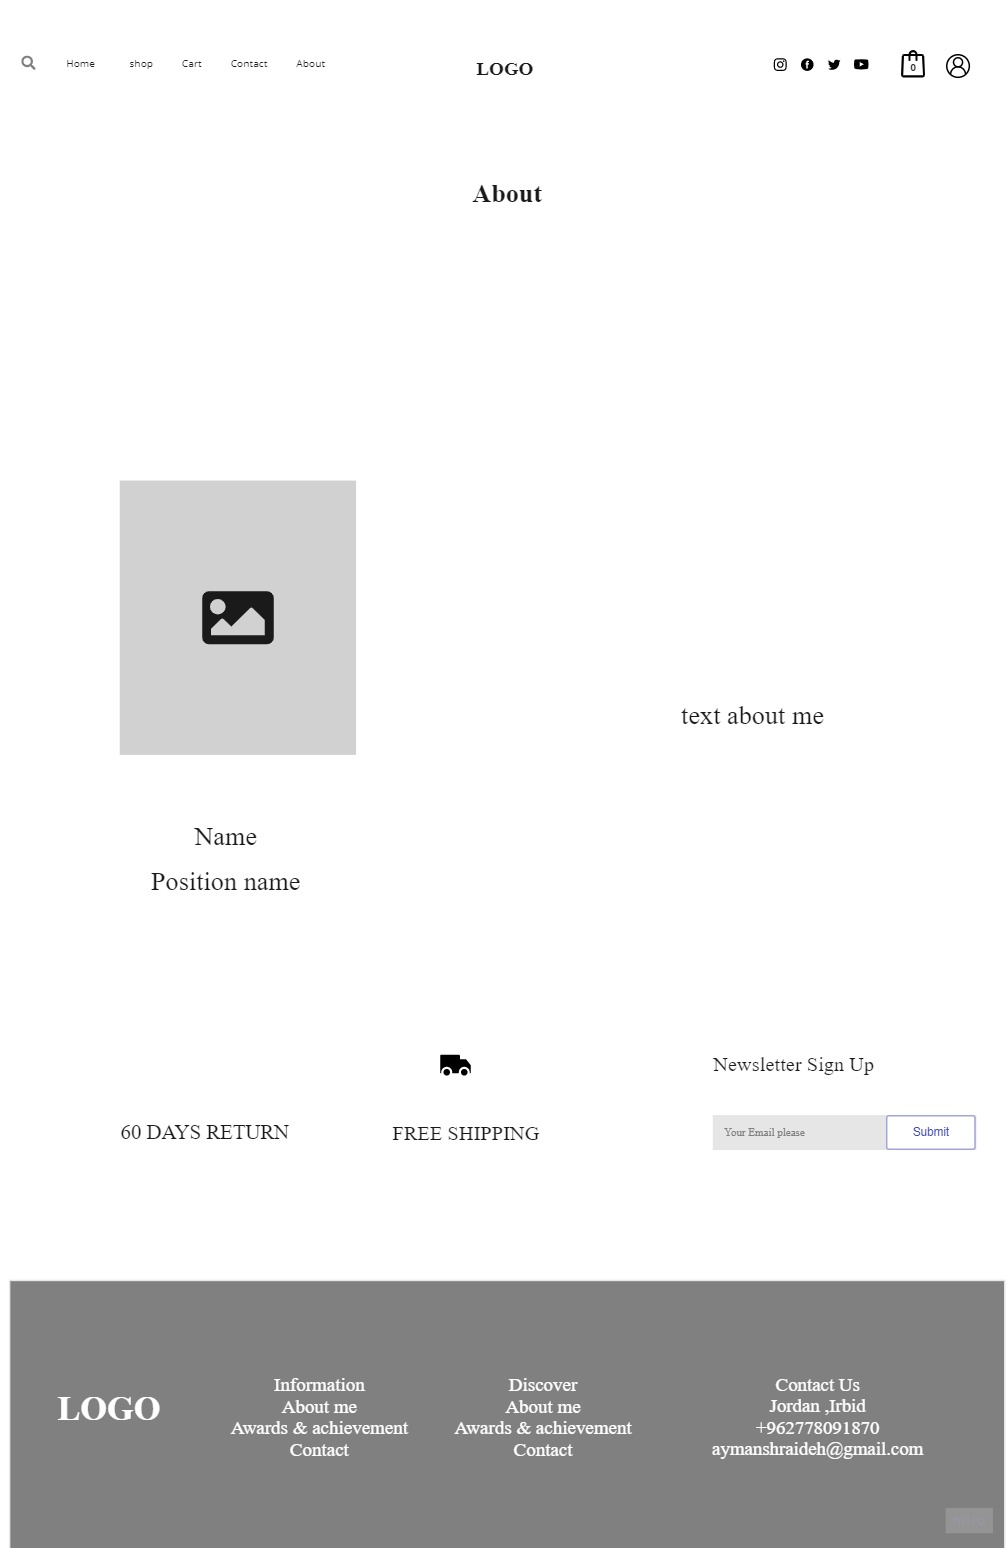 Home shop Cart Contact About
LOGO
0
About
text about me
Name
Position name
Newsletter Sign Up
60 DAYS RETURN
FREE SHIPPING
Your Email please
Submit
LOGO
Information
About me
Awards & achievement
Contact
Discover
About me
Awards & achievement
Contact
Contact Us
Jordan ,Irbid
+962778091870
aymanshraideh@gmail.com